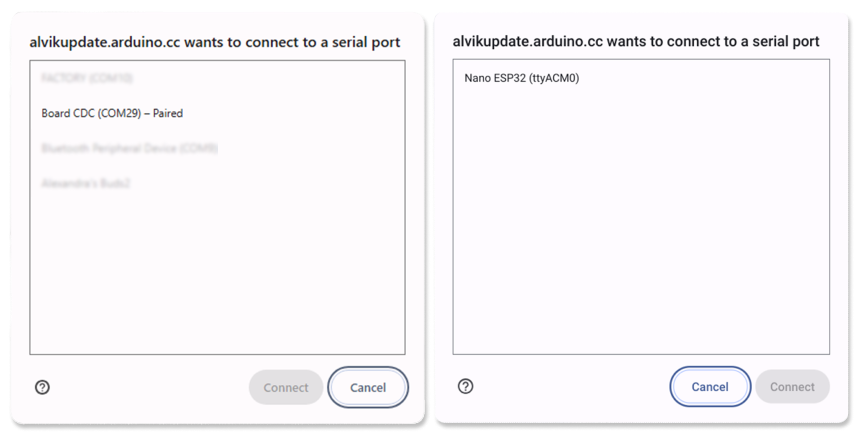 alvikupdate.arduino.cc wants to connect to a serial port
FACTORY (COM10)
Board CDC (COM29) – Paired
Bluetooth Peripheral Device (COM9)
Alexandra's Buds2
Connect
Cancel
alvikupdate.arduino.cc wants to connect to a serial port
Nano ESP32 (ttyACM0)
Cancel
Connect